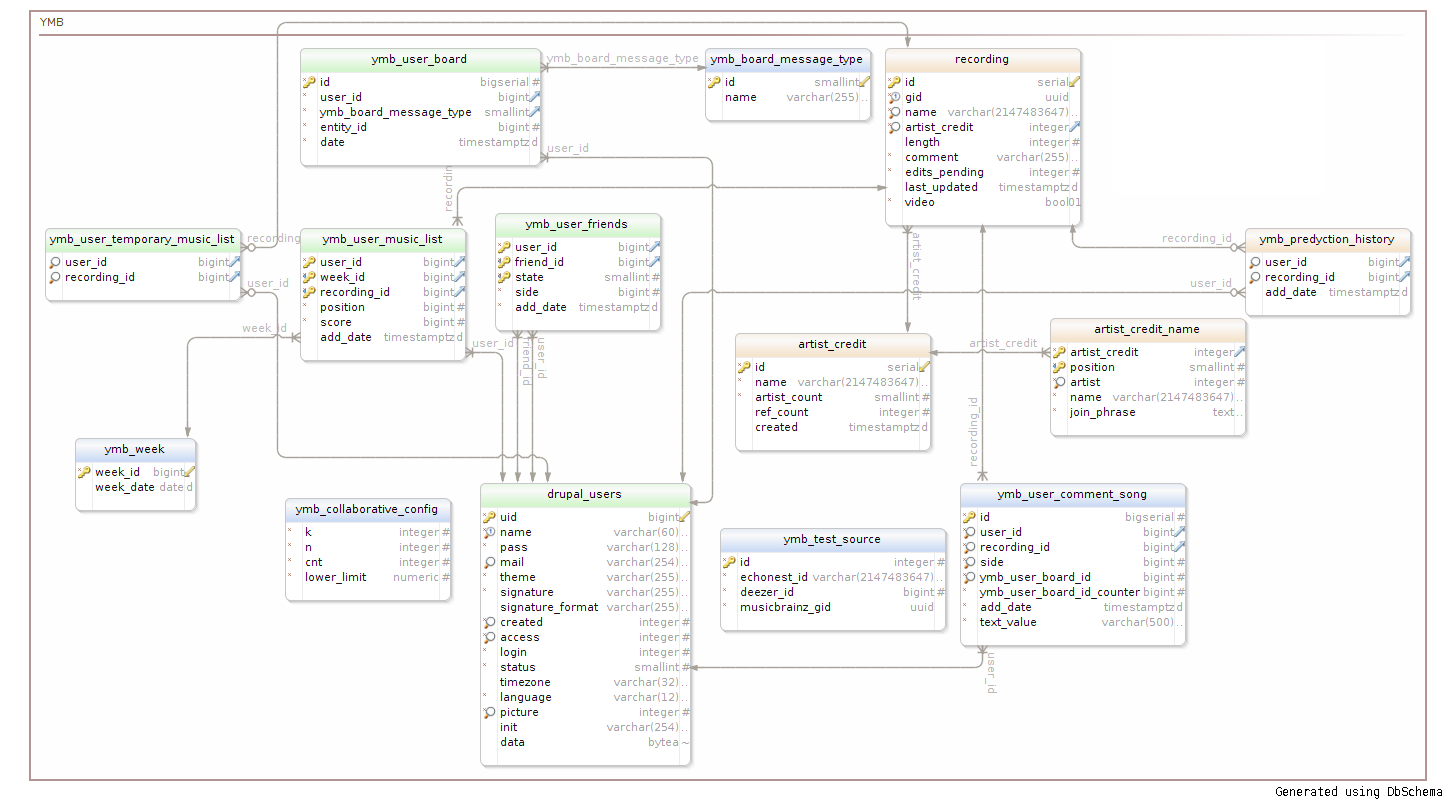 YMB
ymb_user_board
id bigserial #
user_id bigint
ymb_board_message_type smallint
entity_id bigint #
date timestamptz d
ymb_board_message_type
ymb_board_message_type
id smallint
name varchar(255) ..
recording
id serial
gid uuid
name varchar(2147483647) ..
artist_credit integer
length integer #
comment varchar(255) ..
edits_pending integer #
last_updated timestamptz d
video bool 01
user_id
recording
ymb_user_temporary_music_list
user_id bigint
recording_id bigint
recording
user_id
ymb_user_music_list
user_id bigint
week_id bigint
recording_id bigint
position bigint #
score bigint #
add_date timestamptz d
week_id
user_id
ymb_user_friends
user_id bigint
friend_id bigint
state smallint #
side bigint #
add_date timestamptz d
friend_id
user_id
artist_credit
recording_id
user_id
ymb_predyction_history
user_id bigint
recording_id bigint
add_date timestamptz d
artist_credit
id serial
name varchar(2147483647) ..
artist_count smallint #
ref_count integer #
created timestamptz d
artist_credit
artist_credit_name
artist_credit integer
position smallint #
artist integer #
name varchar(2147483647) ..
join_phrase text ..
recording_id
ymb_week
week_id bigint
week_date date d
ymb_collaborative_config
k integer #
n integer #
cnt integer #
lower_limit numeric #
drupal_users
uid bigint
name varchar(60) ..
pass varchar(128) ..
mail varchar(254) ..
theme varchar(255) ..
signature varchar(255) ..
signature_format varchar(255) ..
created integer #
access integer #
login integer #
status smallint #
timezone varchar(32) ..
language varchar(12) ..
picture integer #
init varchar(254) ..
data bytea ~
ymb_test_source
id integer #
echonest_id varchar(2147483647) ..
deezer_id bigint #
musicbrainz_gid uuid
ymb_user_comment_song
id bigserial #
user_id bigint
recording_id bigint
side bigint #
ymb_user_board_id bigint #
ymb_user_board_id_counter bigint #
add_date timestamptz d
text_value varchar(500) ..
user_id
Generated using DbSchema